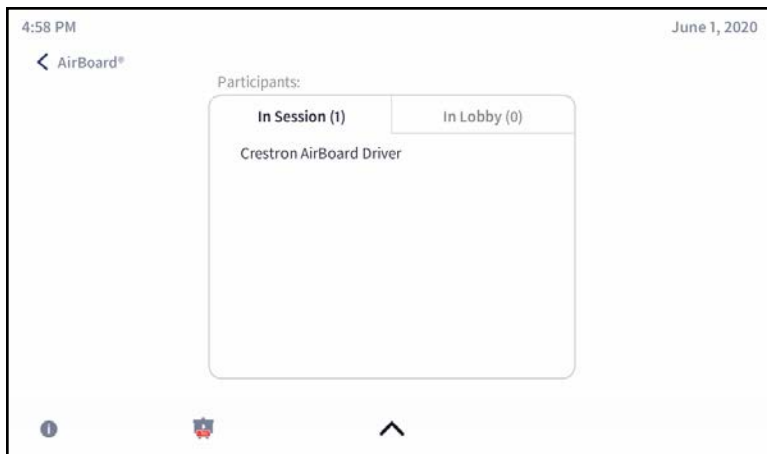 4:58 PM
June 1, 2020
AirBoard®
Participants:
In Session (1)
In Lobby (0)
Crestron AirBoard Driver